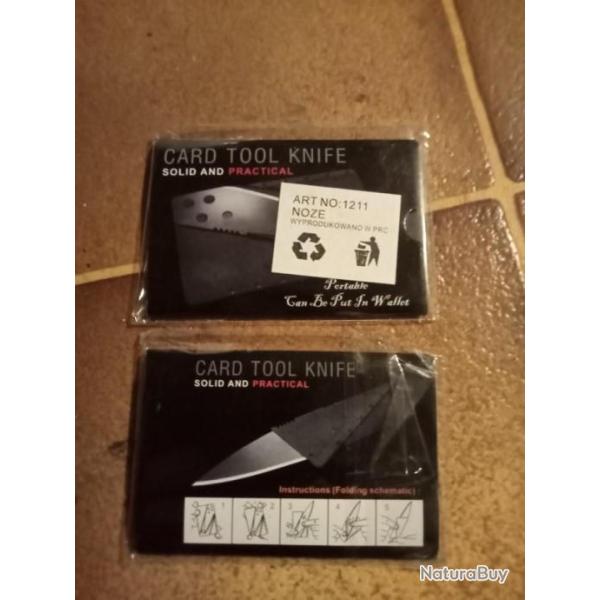 CARD TOOL KNIFE
SOLID AND PRACTICAL
ART NO:1211
NOZE
WYPRODUKOWANO W PRC
Portable
Can Be Put In Wallet
CARD TOOL KNIFE
SOLID AND PRACTICAL
Instructions (Folding schematic) :
1 2 3 4 5
NaturaBuy